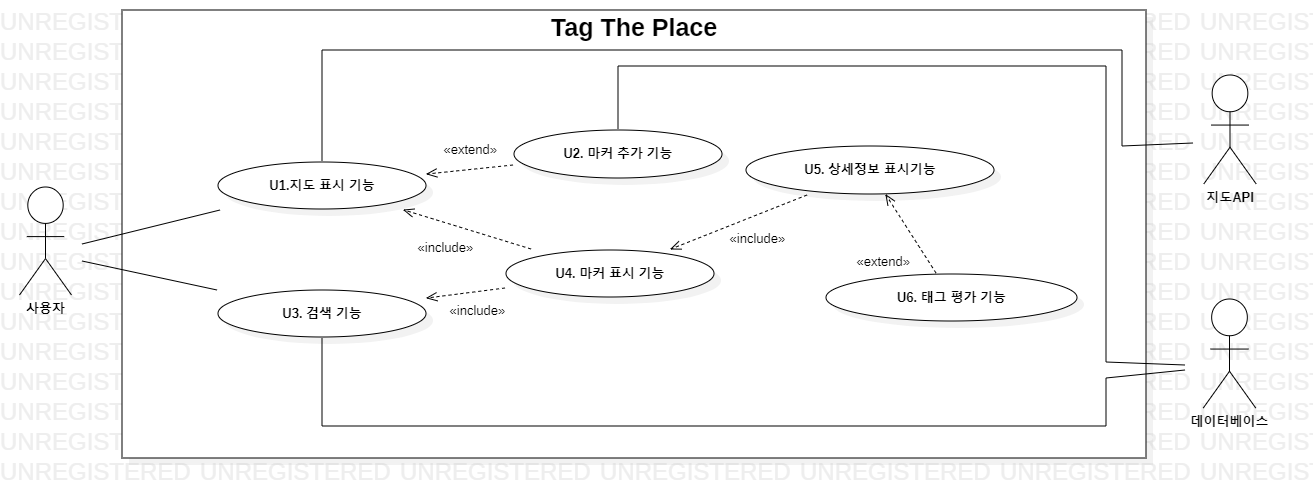 Tag The Place
«extend»
U2. 마커 추가 기능
U5. 상세정보 표시기능
U1.지도 표시 기능
지도API
«include»
«include»
«extend»
U4. 마커 표시 기능
U6. 태그 평가 기능
사용자
U3. 검색 기능
«include»
데이터베이스
UNREGISTERED UNREGISTERED UNREGISTERED UNREGISTERED UNREGISTERED UNREGISTERED UNREGIS